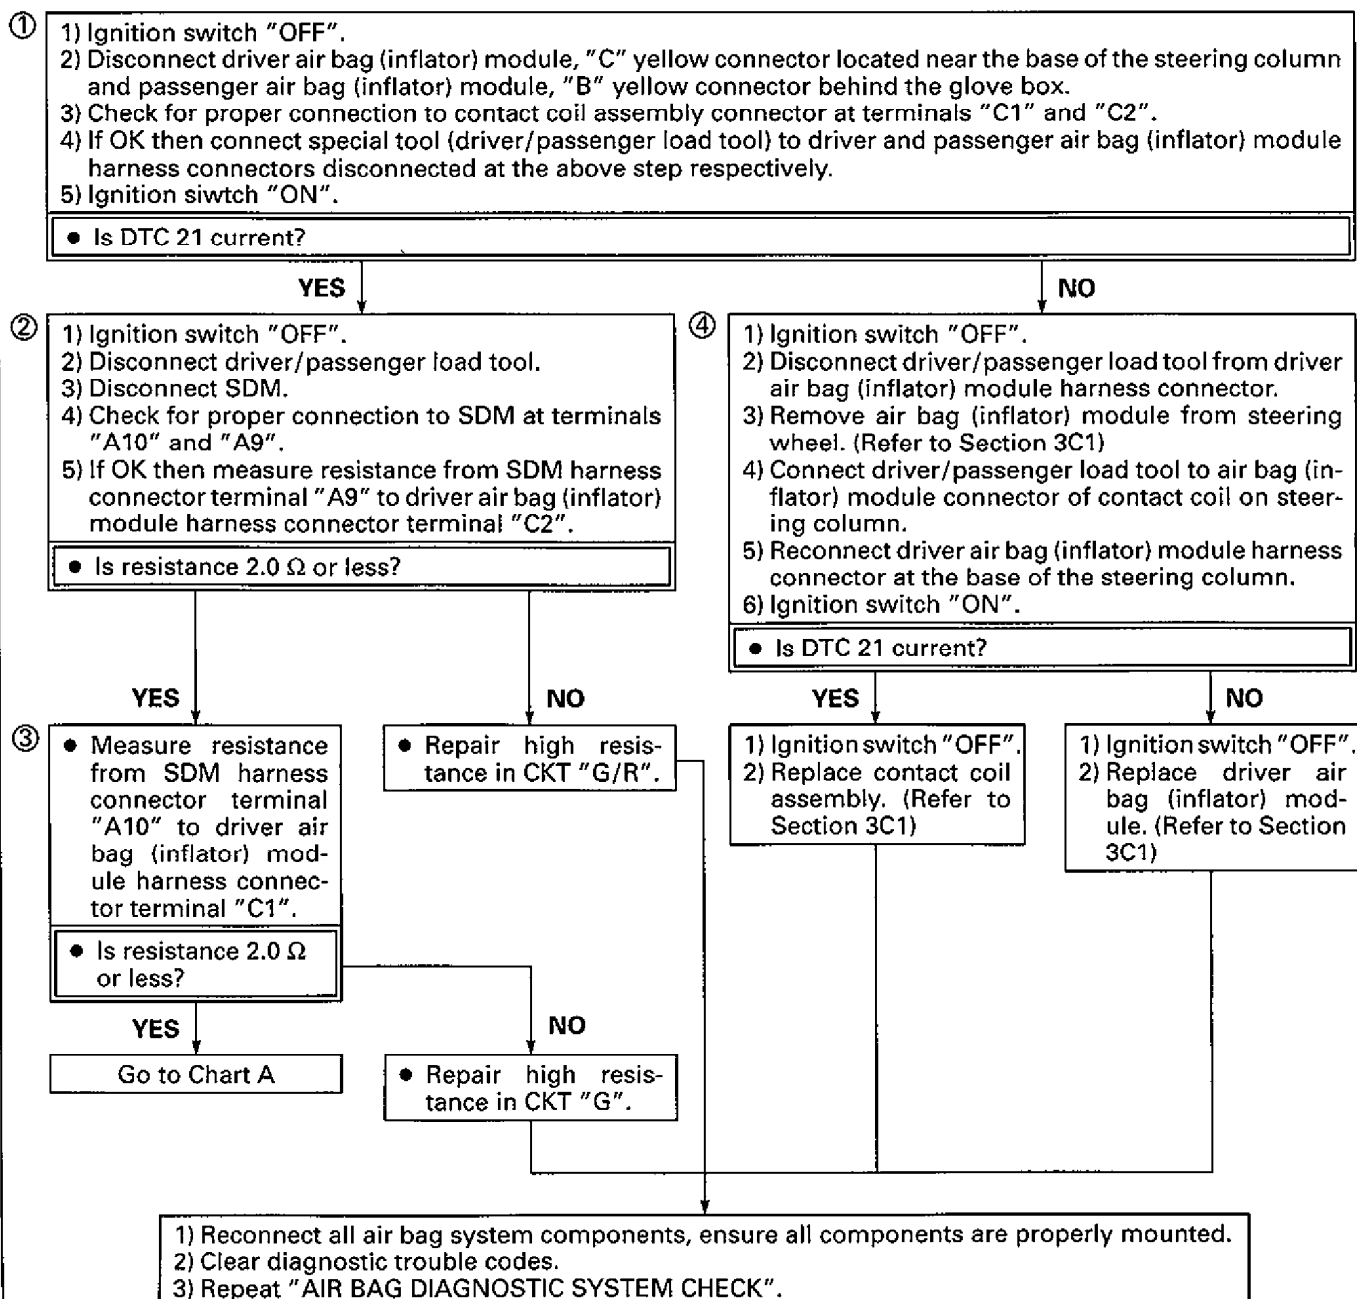 ①
1) Ignition switch "OFF".
2) Disconnect driver air bag (inflator) module, "C" yellow connector located near the base of the steering column
and passenger air bag (inflator) module, "B" yellow connector behind the glove box.
3) Check for proper connection to contact coil assembly connector at terminals "C1" and "C2".
4) If OK then connect special tool (driver/passenger load tool) to driver and passenger air bag (inflator) module
harness connectors disconnected at the above step respectively.
5) Ignition siwtch "ON".
● Is DTC 21 current?
YES
NO
②
1) Ignition switch "OFF".
2) Disconnect driver/passenger load tool.
3) Disconnect SDM.
4) Check for proper connection to SDM at terminals
"A10" and "A9".
5) If OK then measure resistance from SDM harness
connector terminal "A9" to driver air bag (inflator)
module harness connector terminal "C2".
● Is resistance 2.0 Ω or less?
④
1) Ignition switch "OFF".
2) Disconnect driver/passenger load tool from driver
air bag (inflator) module harness connector.
3) Remove air bag (inflator) module from steering
wheel. (Refer to Section 3C1)
4) Connect driver/passenger load tool to air bag (in-
flator) module connector of contact coil on steer-
ing column.
5) Reconnect driver air bag (inflator) module harness
connector at the base of the steering column.
6) Ignition switch "ON".
● Is DTC 21 current?
YES
NO
YES
NO
③
● Measure resistance
from SDM harness
connector terminal
"A10" to driver air
bag (inflator) mod-
ule harness connec-
tor terminal "C1".
● Is resistance 2.0 Ω
or less?
● Repair high resis-
tance in CKT "G/R".
1) Ignition switch "OFF".
2) Replace contact coil
assembly. (Refer to
Section 3C1)
1) Ignition switch "OFF".
2) Replace driver air
bag (inflator) mod-
ule. (Refer to Section
3C1)
YES
NO
Go to Chart A
● Repair high resis-
tance in CKT "G".
1) Reconnect all air bag system components, ensure all components are properly mounted.
2) Clear diagnostic trouble codes.
3) Repeat "AIR BAG DIAGNOSTIC SYSTEM CHECK".